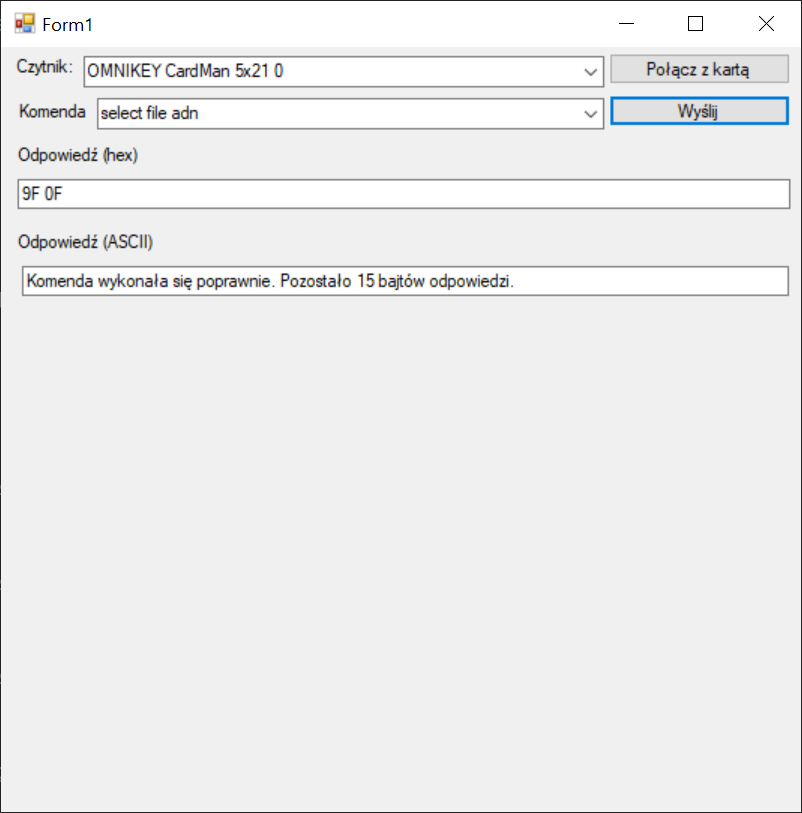 Form1
Czytnik: OMNIKEY CardMan 5x21 0 Połącz z kartą
Komenda select file adn Wyślij
Odpowiedź (hex)
9F 0F
Odpowiedź (ASCII)
Komenda wykonała się poprawnie. Pozostało 15 bajtów odpowiedzi.